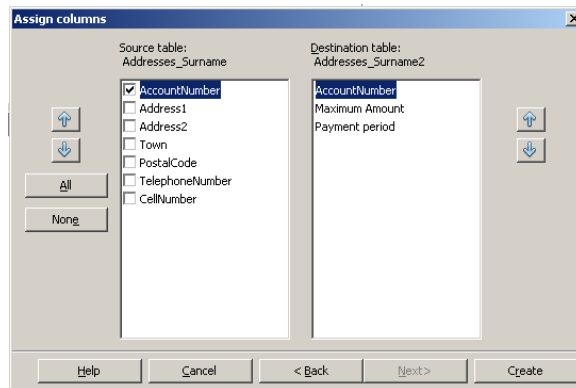 Assign columns
Source table:
Addresses_Surname
AccountNumber
Address1
Address2
Town
PostalCode
TelephoneNumber
CellNumber
Destination table:
Addresses_Surname2
AccountNumber
Maximum Amount
Payment period
All
None
Help
Cancel
< Back
Next>
Create